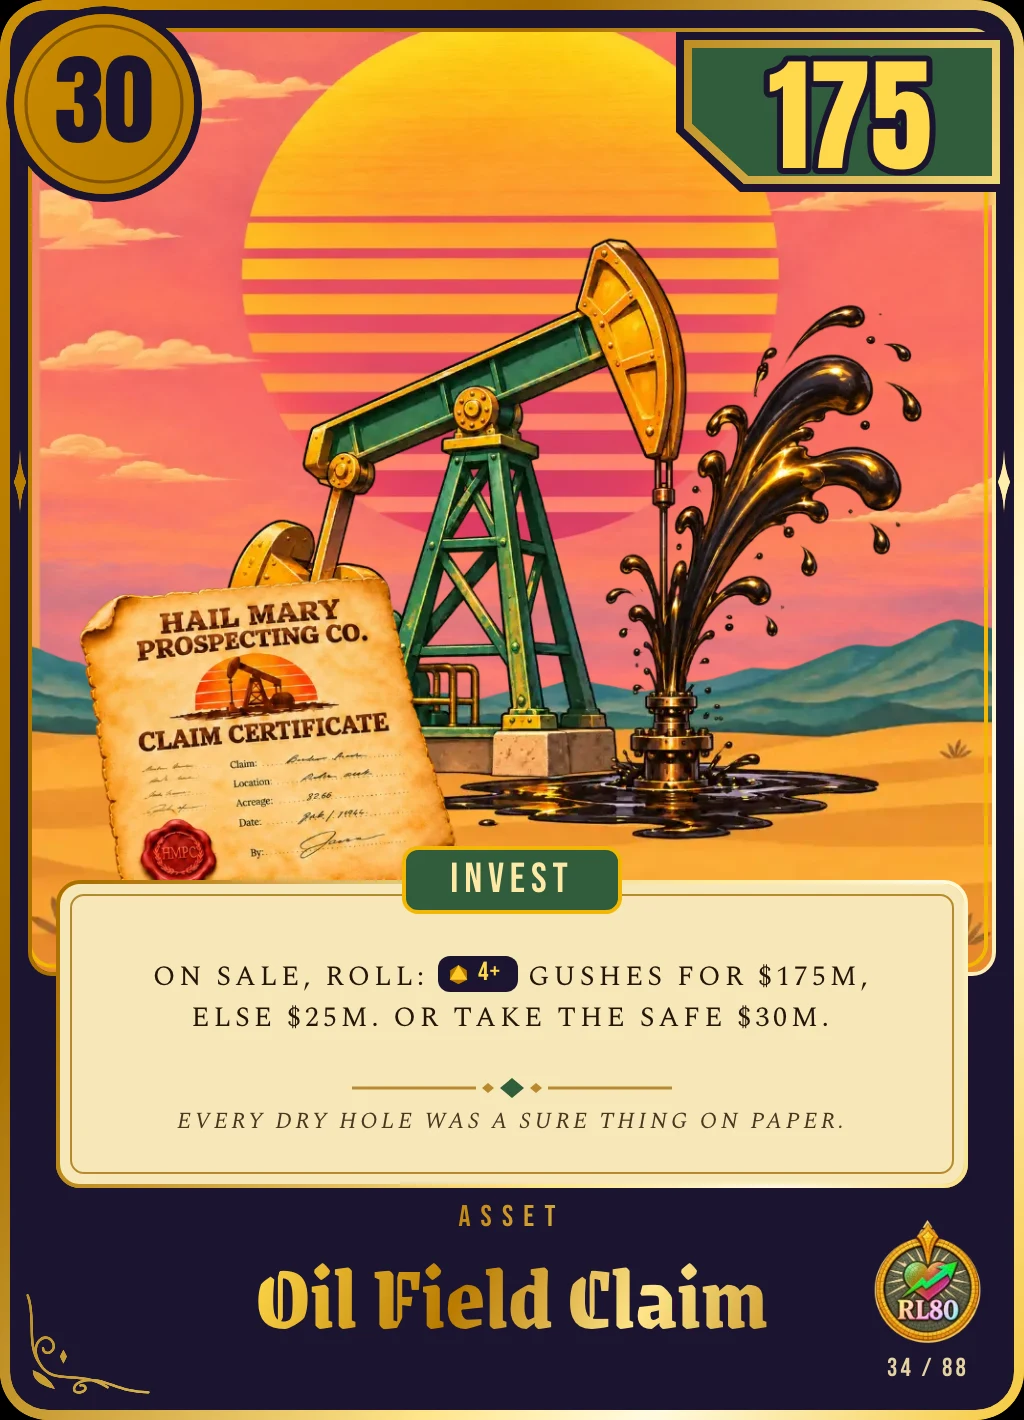 30
175
HAIL MARY
PROSPECTING CO.
CLAIM CERTIFICATE
Claim:
Location:
Acreage: 82.66
Date:
By:
HMPC
INVEST
ON SALE, ROLL: 4+ GUSHES FOR $175M,
ELSE $25M. OR TAKE THE SAFE $30M.
EVERY DRY HOLE WAS A SURE THING ON PAPER.
ASSET
Oil Field Claim
RL80
34 / 88